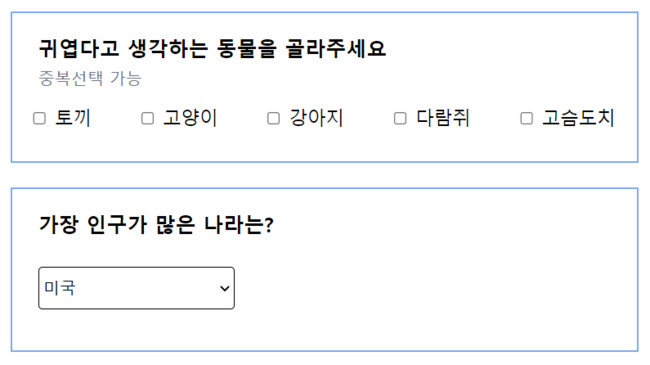 귀엽다고 생각하는 동물을 골라주세요
중복선택 가능
토끼 고양이 강아지 다람쥐 고슴도치
가장 인구가 많은 나라는?
미국